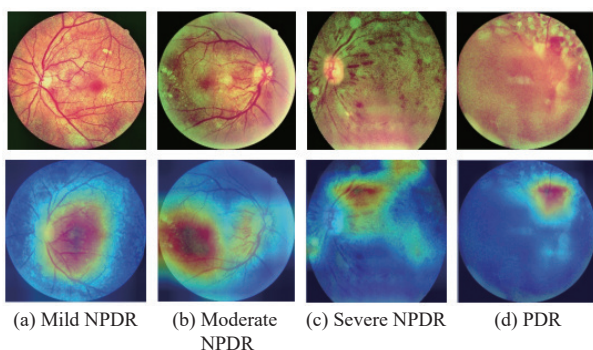 (a) Mild NPDR
(b) Moderate NPDR
(c) Severe NPDR
(d) PDR